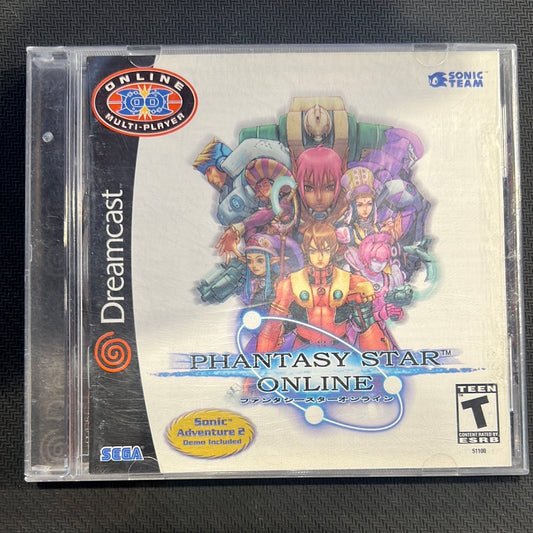 ONLINE
MULTI-PLAYER
SONIC
TEAM
Dreamcast
PHANTASY STAR™
ONLINE
ファンタシースターオンライン
Sonic™
Adventure 2
Demo Included
SEGA
TEEN
T
CONTENT RATED BY
ESRB
51100